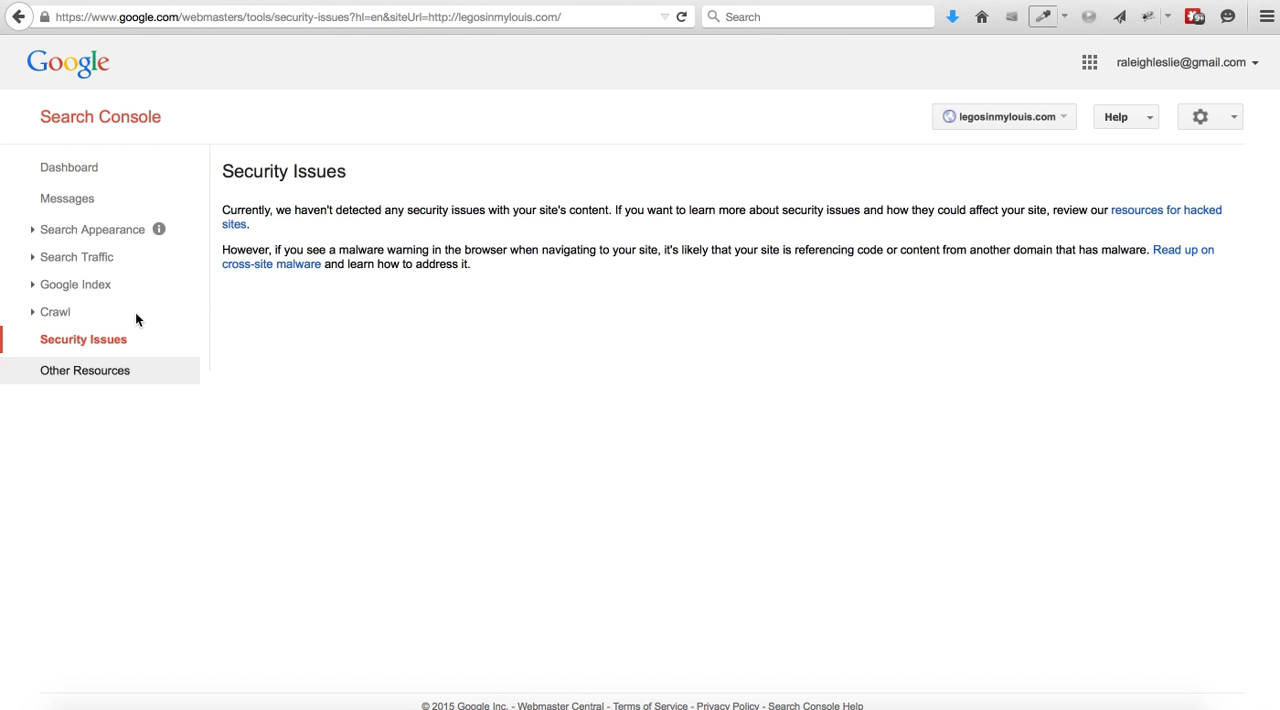 https://www.google.com/webmasters/tools/security-issues?hl=en&siteUrl=http://legosinmylouis.com/
Search
Google
raleighleslie@gmail.com
Search Console
legosinmylouis.com
Help
Dashboard
Messages
Search Appearance
Search Traffic
Google Index
Crawl
Security Issues
Other Resources
Security Issues
Currently, we haven't detected any security issues with your site's content. If you want to learn more about security issues and how they could affect your site, review our resources for hacked
sites.
However, if you see a malware warning in the browser when navigating to your site, it's likely that your site is referencing code or content from another domain that has malware. Read up on
cross-site malware and learn how to address it.
© 2015 Google Inc. - Webmaster Central - Terms of Service - Privacy Policy - Search Console Help